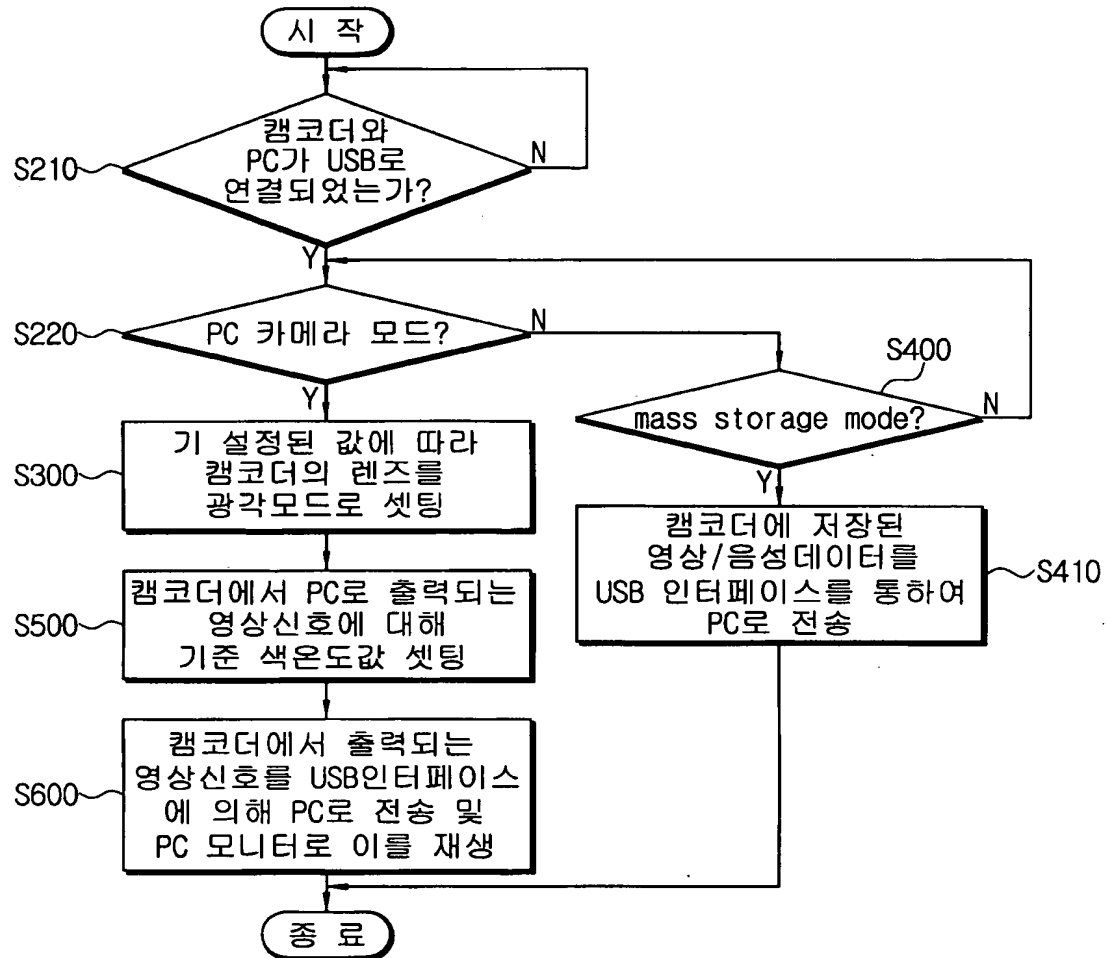 시 작
캠코더와
PC가 USB로
연결되었는가?
N
S210
Y
PC 카메라 모드?
N
S220
Y
S400
mass storage mode?
N
Y
기 설정된 값에 따라
캠코더의 렌즈를
광각모드로 셋팅
S300
캠코더에 저장된
영상/음성데이터를
USB 인터페이스를 통하여
PC로 전송
S410
캠코더에서 PC로 출력되는
영상신호에 대해
기준 색온도값 셋팅
S500
캠코더에서 출력되는
영상신호를 USB인터페이스
에 의해 PC로 전송 및
PC 모니터로 이를 재생
S600
종 료